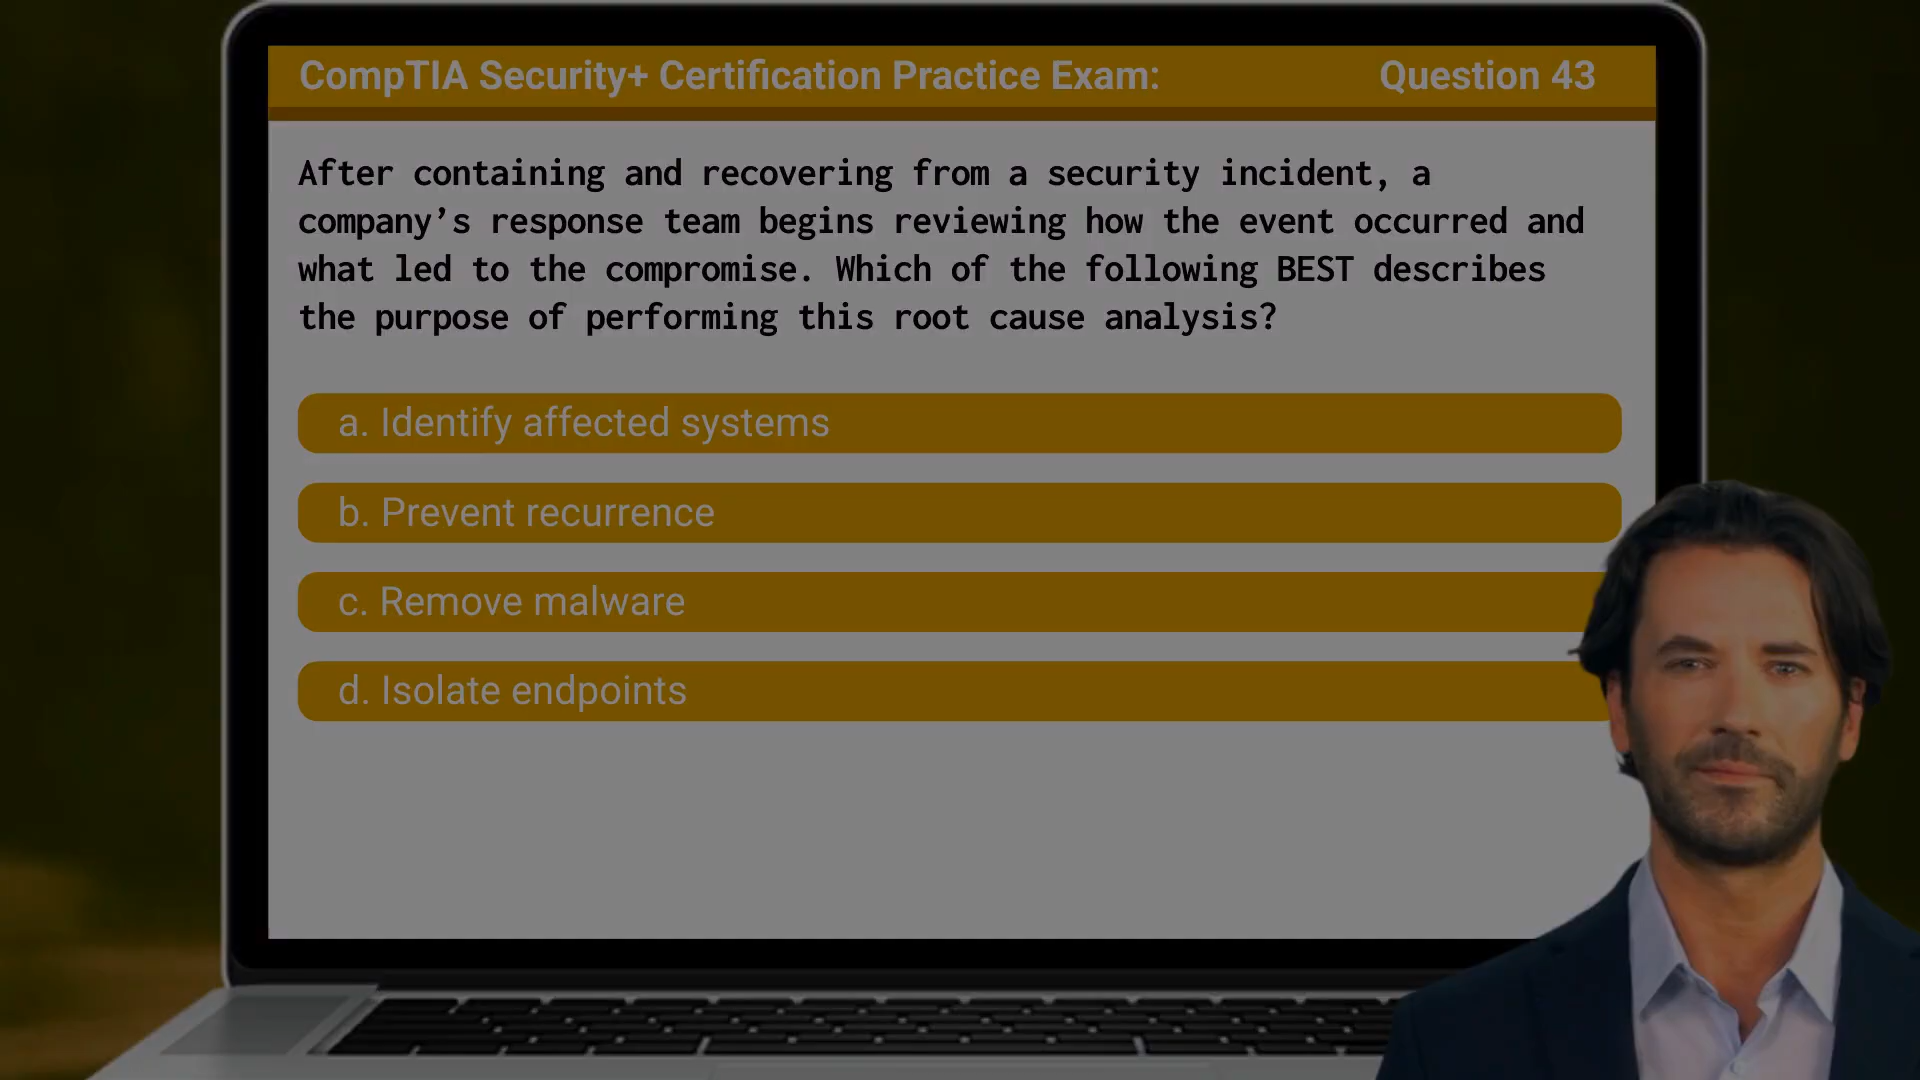 CompTIA Security+ Certification Practice Exam: Question 43
After containing and recovering from a security incident, a
company’s response team begins reviewing how the event occurred and
what led to the compromise. Which of the following BEST describes
the purpose of performing this root cause analysis?
a. Identify affected systems
b. Prevent recurrence
c. Remove malware
d. Isolate endpoints